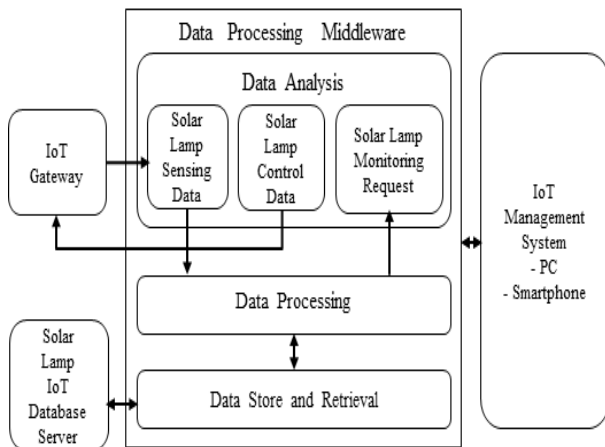 Data Processing Middleware
Data Analysis
Solar
Lamp
Sensing
Data
Solar
Lamp
Control
Data
Solar Lamp
Monitoring
Request
IoT
Gateway
IoT
Management
System
- PC
- Smartphone
Data Processing
Solar
Lamp
IoT
Database
Server
Data Store and Retrieval